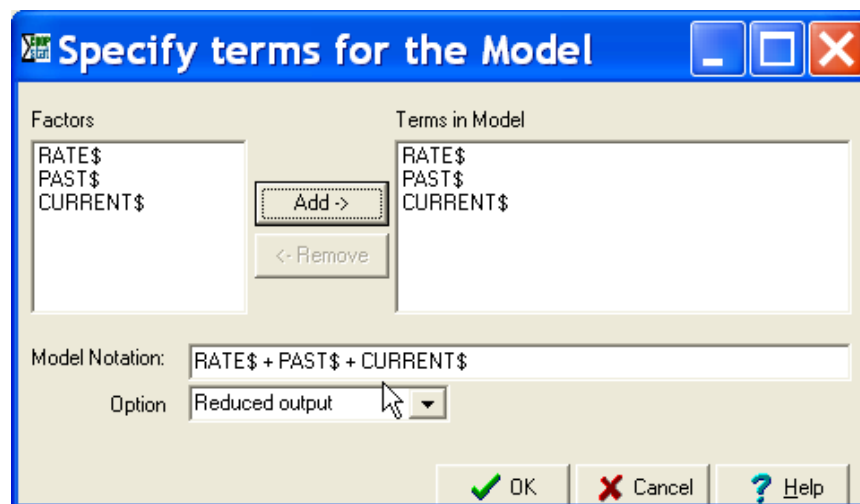 Specify terms for the Model
Factors
Terms in Model
RATE$
PAST$
CURRENT$
Add ->
<- Remove
RATE$
PAST$
CURRENT$
Model Notation:
RATE$ + PAST$ + CURRENT$
Option
Reduced output
OK
Cancel
Help